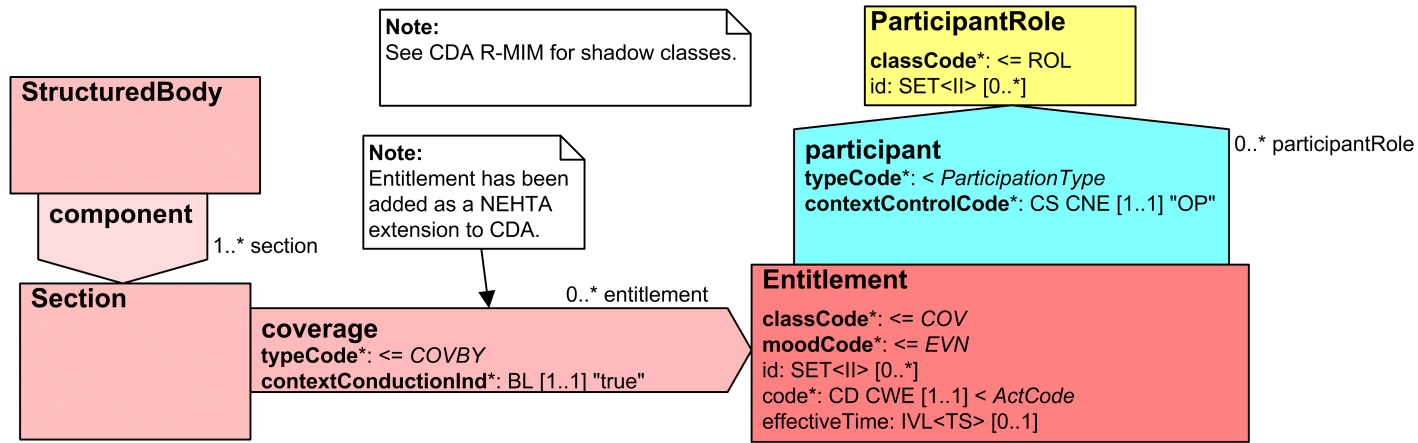 StructuredBody
component
1..* section
Section
Note:
See CDA R-MIM for shadow classes.
Note:
Entitlement has been
added as a NEHTA
extension to CDA.
0..* entitlement
coverage
typeCode*: <= COVBY
contextConductionInd*: BL [1..1] "true"
ParticipantRole
classCode*: <= ROL
id: SET<II> [0..*]
0..* participantRole
participant
typeCode*: < ParticipationType
contextControlCode*: CS CNE [1..1] "OP"
Entitlement
classCode*: <= COV
moodCode*: <= EVN
id: SET<II> [0..*]
code*: CD CWE [1..1] < ActCode
effectiveTime: IVL<TS> [0..1]